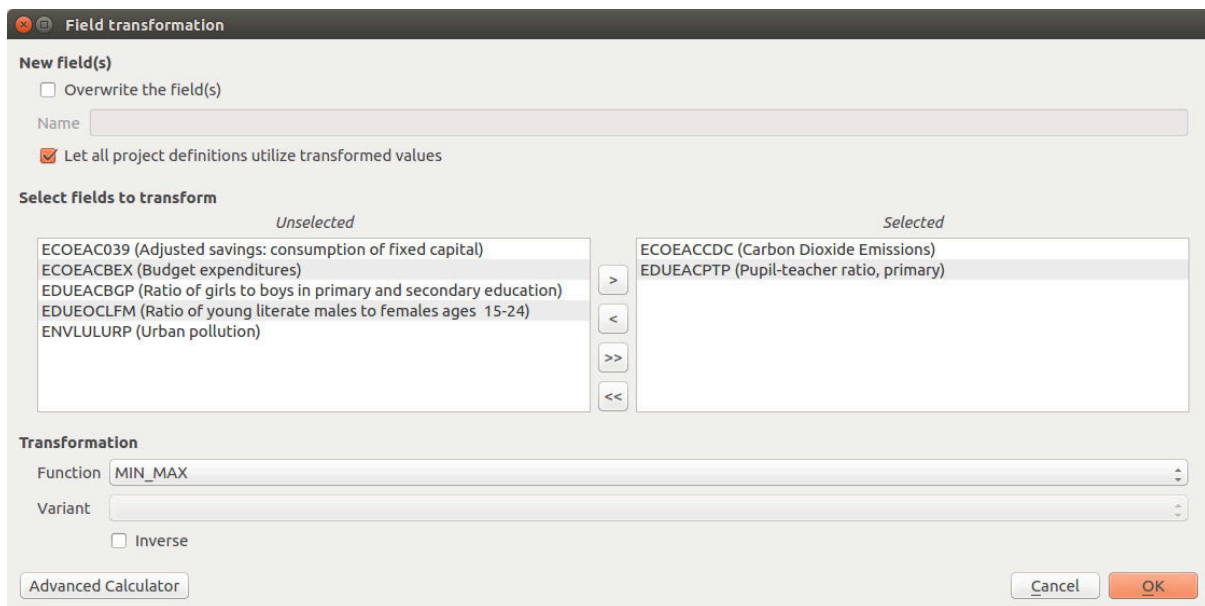 Field transformation
New field(s)
Overwrite the field(s)
Name
Let all project definitions utilize transformed values
Select fields to transform
Unselected
Selected
ECOEAC039 (Adjusted savings: consumption of fixed capital)
ECOEACBEX (Budget expenditures)
EDUEACBGP (Ratio of girls to boys in primary and secondary education)
EDUEOCLFM (Ratio of young literate males to females ages  15-24)
ENVLULURP (Urban pollution)
>
<
>>
<<
ECOEACCDC (Carbon Dioxide Emissions)
EDUEACPTP (Pupil-teacher ratio, primary)
Transformation
Function MIN_MAX
Variant
Inverse
Advanced Calculator
Cancel
OK